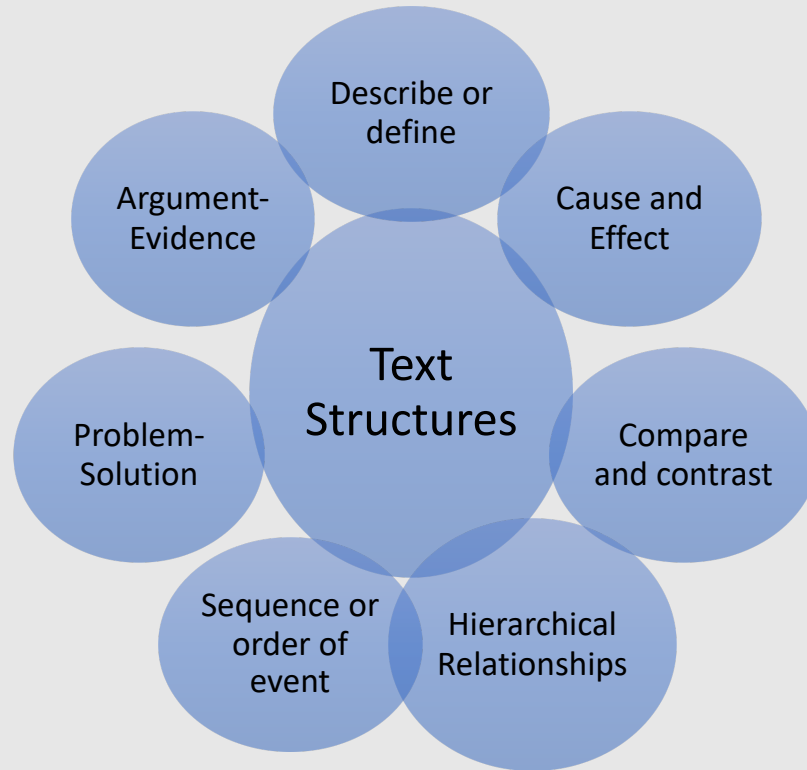 Describe or
define
Cause and
Effect
Compare
and contrast
Hierarchical
Relationships
Sequence or
order of
event
Problem-
Solution
Argument-
Evidence
Text
Structures